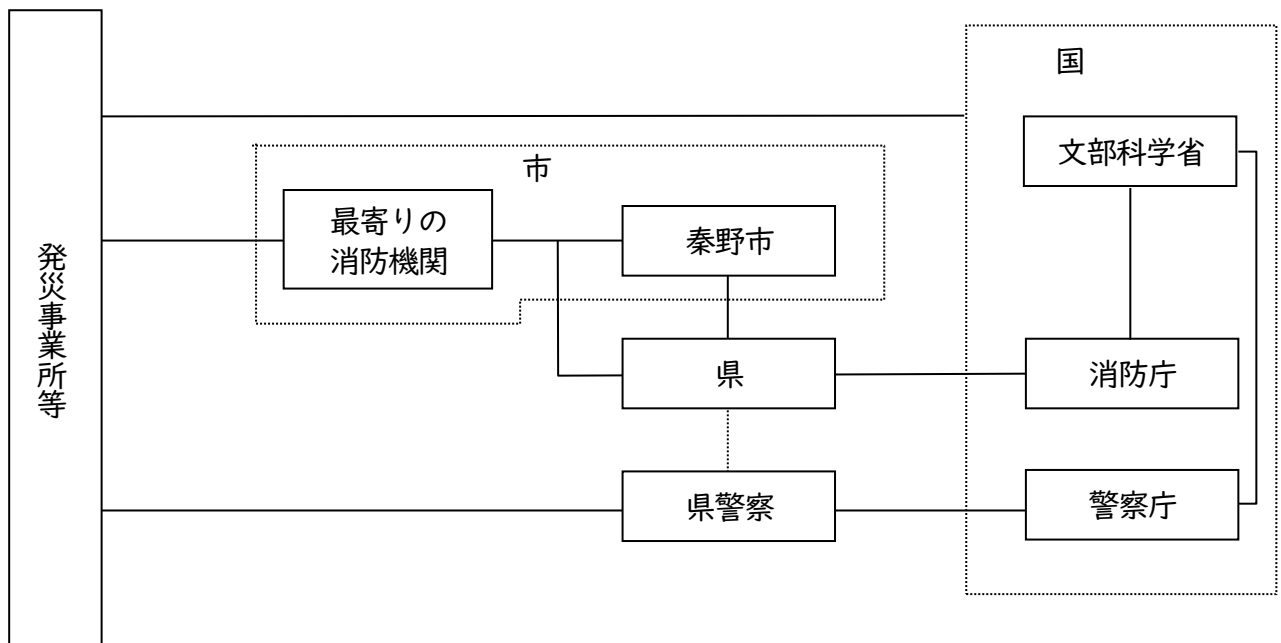 発災事業所等
国
文部科学省
市
最寄りの
消防機関
秦野市
県
消防庁
県警察
警察庁